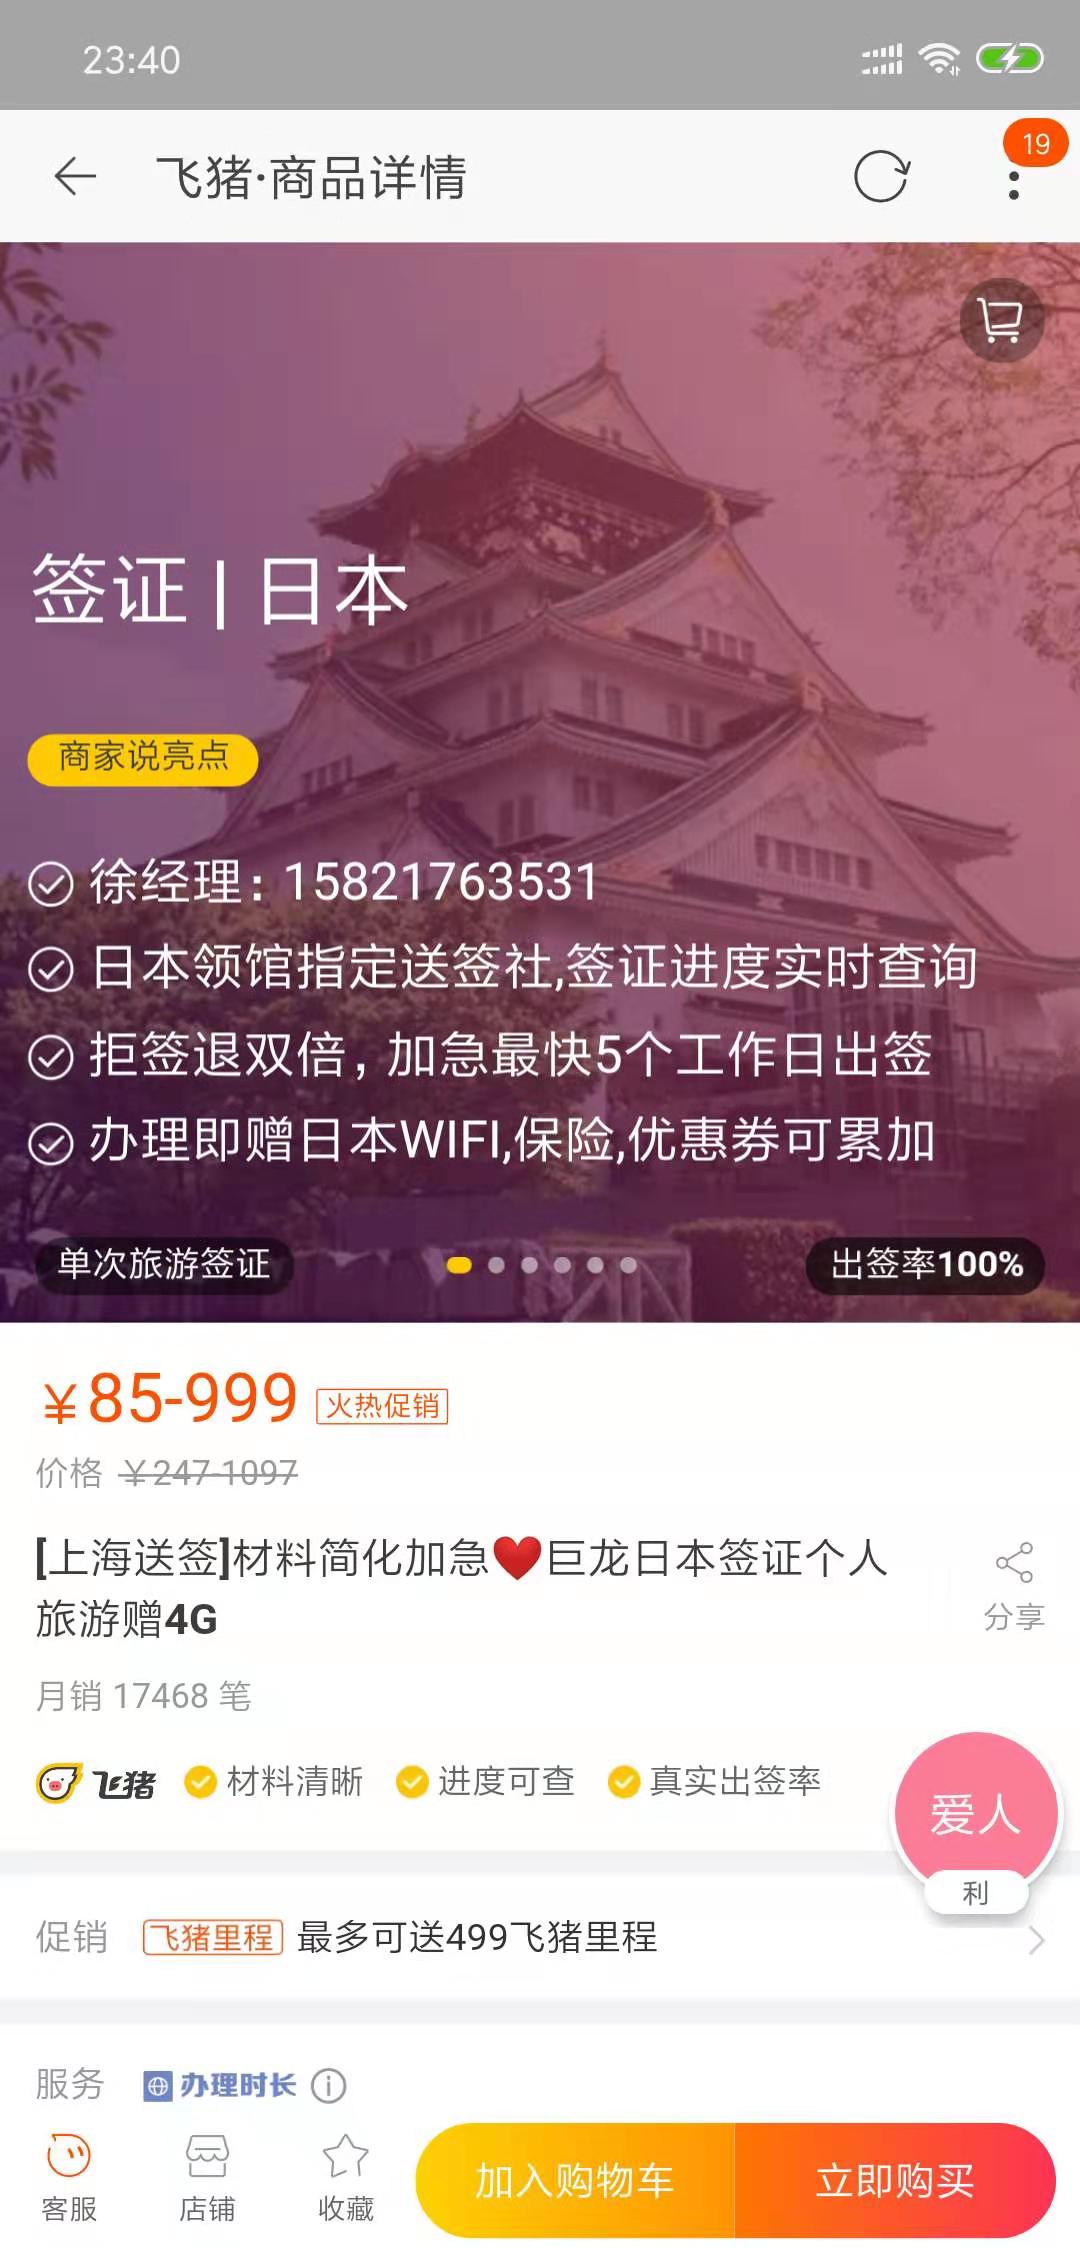 23:40
飞猪·商品详情
19
签证 | 日本
商家说亮点
徐经理：15821763531
日本领馆指定送签社,签证进度实时查询
拒签退双倍，加急最快5个工作日出签
办理即赠日本WIFI,保险,优惠券可累加
单次旅游签证
出签率100%
￥85-999 火热促销
价格 ￥247-1097
[上海送签]材料简化加急❤巨龙日本签证个人
旅游赠4G
分享
月销 17468 笔
飞猪 材料清晰 进度可查 真实出签率
爱人
利
促销 飞猪里程 最多可送499飞猪里程
服务 办理时长
客服 店铺 收藏 加入购物车 立即购买